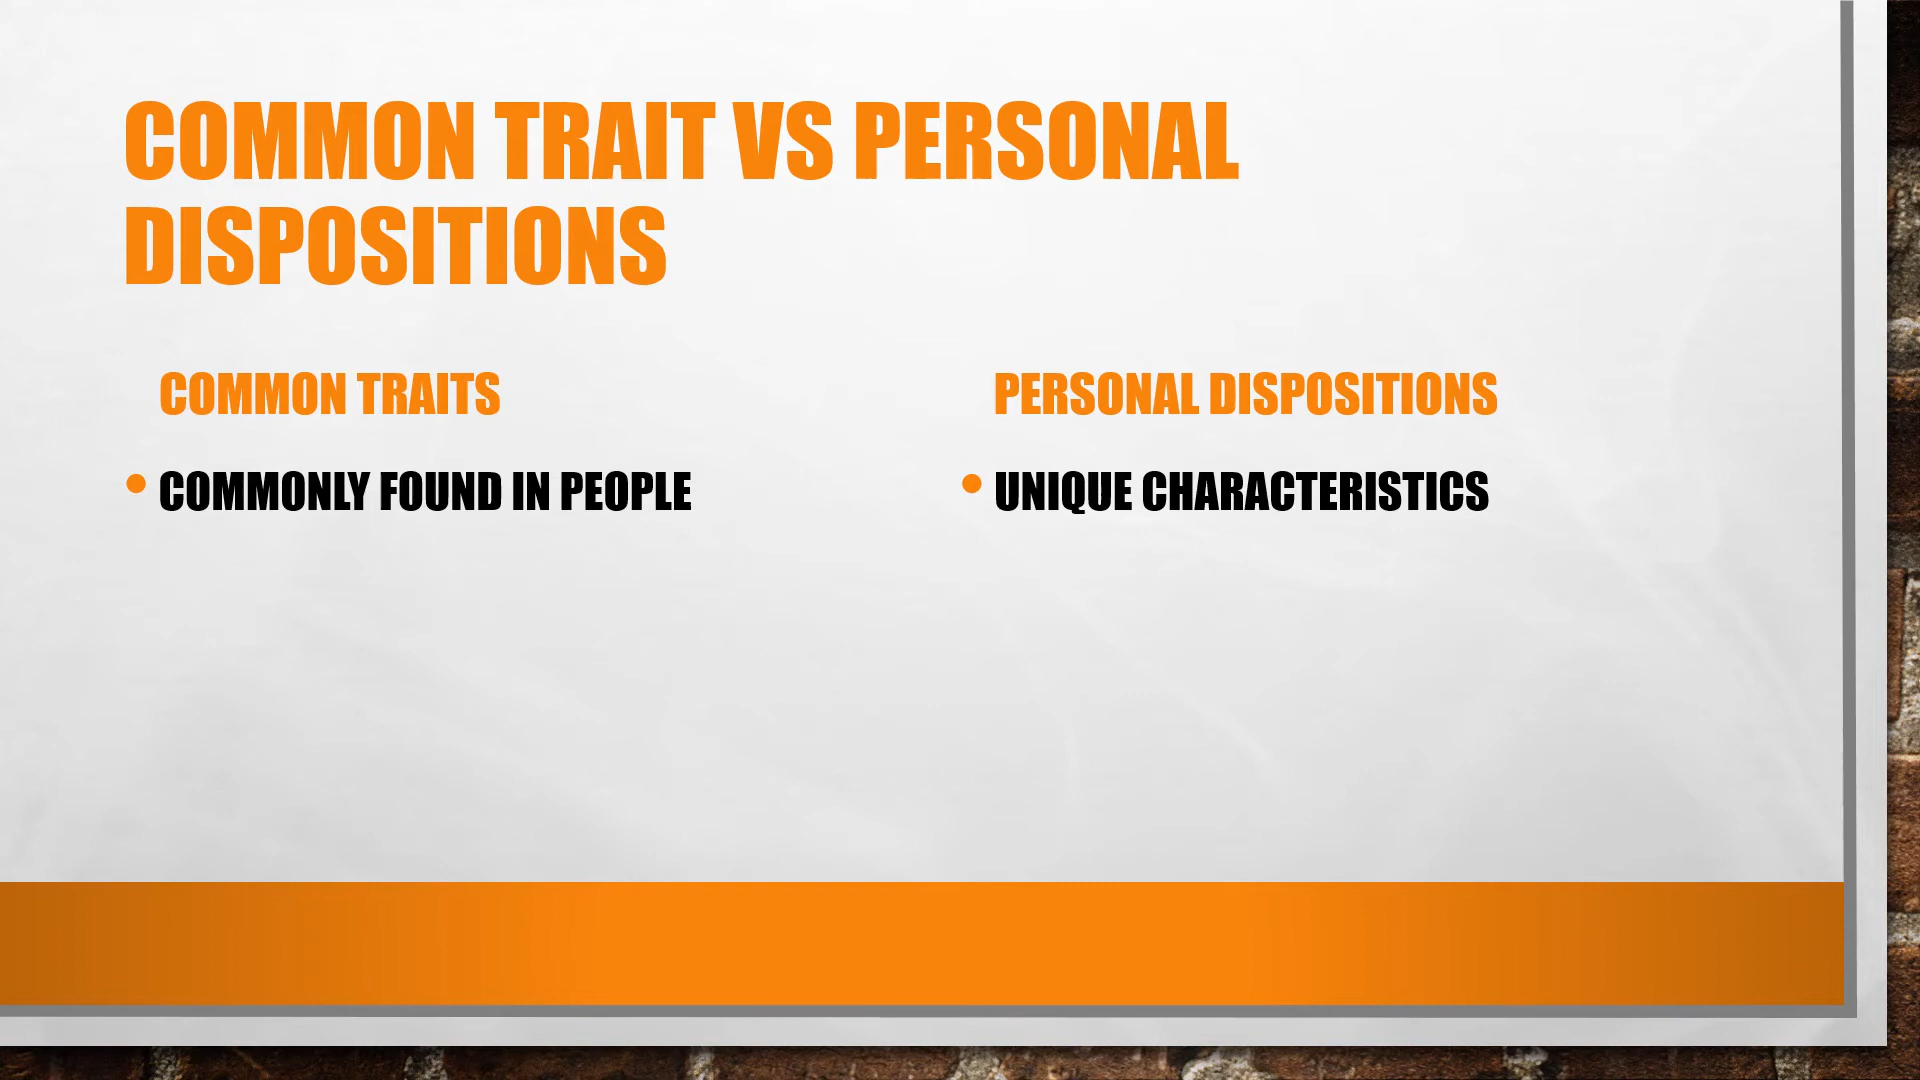 COMMON TRAIT VS PERSONAL
DISPOSITIONS
COMMON TRAITS
• COMMONLY FOUND IN PEOPLE
PERSONAL DISPOSITIONS
• UNIQUE CHARACTERISTICS